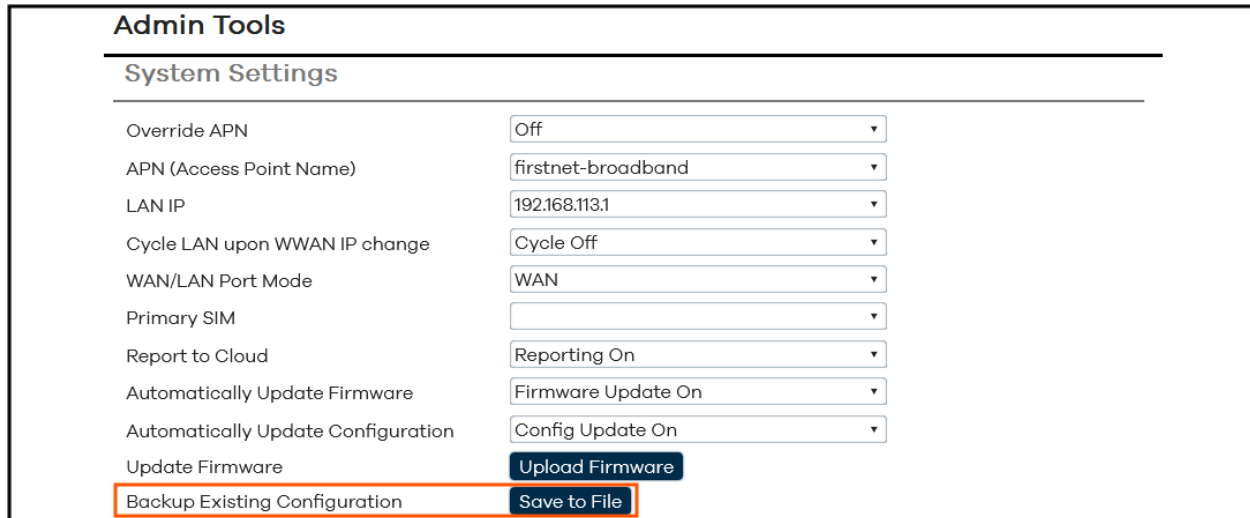 Admin Tools
System Settings
Override APN Off
APN (Access Point Name) firstnet-broadband
LAN IP 192.168.113.1
Cycle LAN upon WWAN IP change Cycle Off
WAN/LAN Port Mode WAN
Primary SIM
Report to Cloud Reporting On
Automatically Update Firmware Firmware Update On
Automatically Update Configuration Config Update On
Update Firmware Upload Firmware
Backup Existing Configuration Save to File